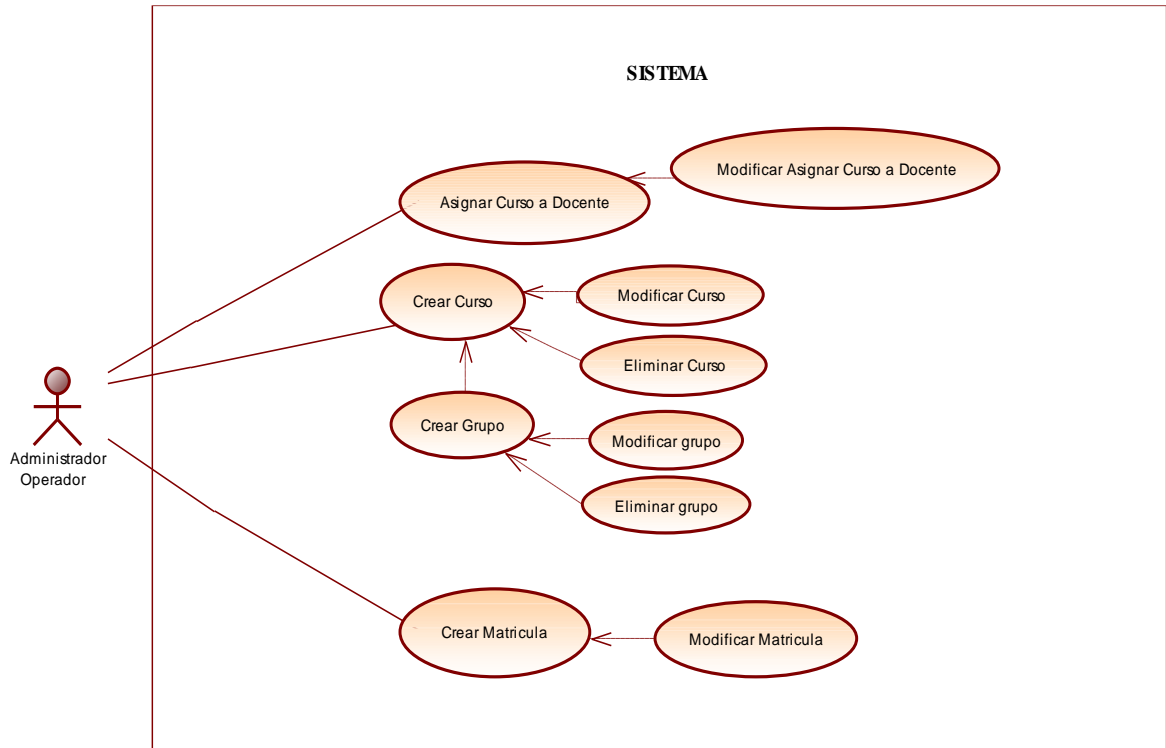 SISTEMA
Modificar Asignar Curso a Docente
Asignar Curso a Docente
Crear Curso
Modificar Curso
Eliminar Curso
Crear Grupo
Modificar grupo
Eliminar grupo
Administrador
Operador
Crear Matricula
Modificar Matricula